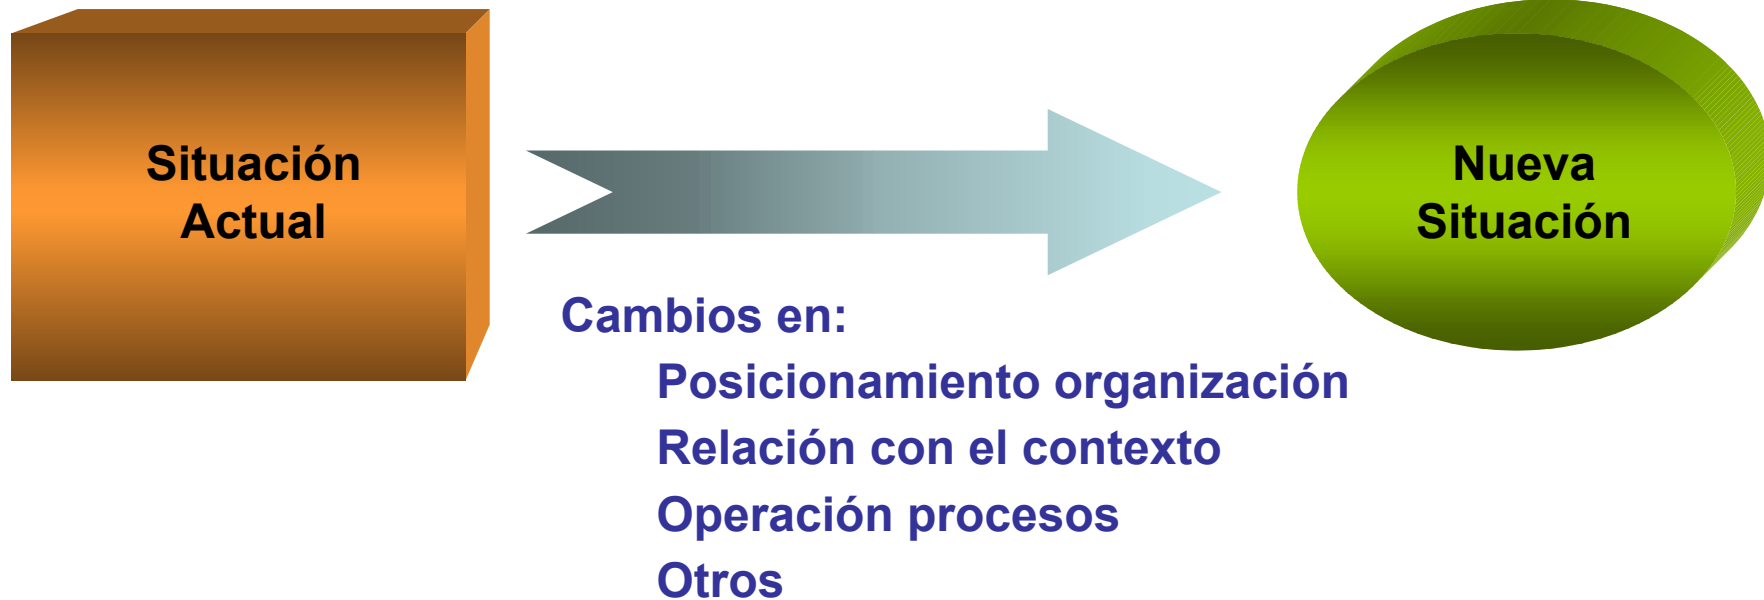 Situación
Actual
Nueva
Situación
Cambios en:
Posicionamiento organización
Relación con el contexto
Operación procesos
Otros